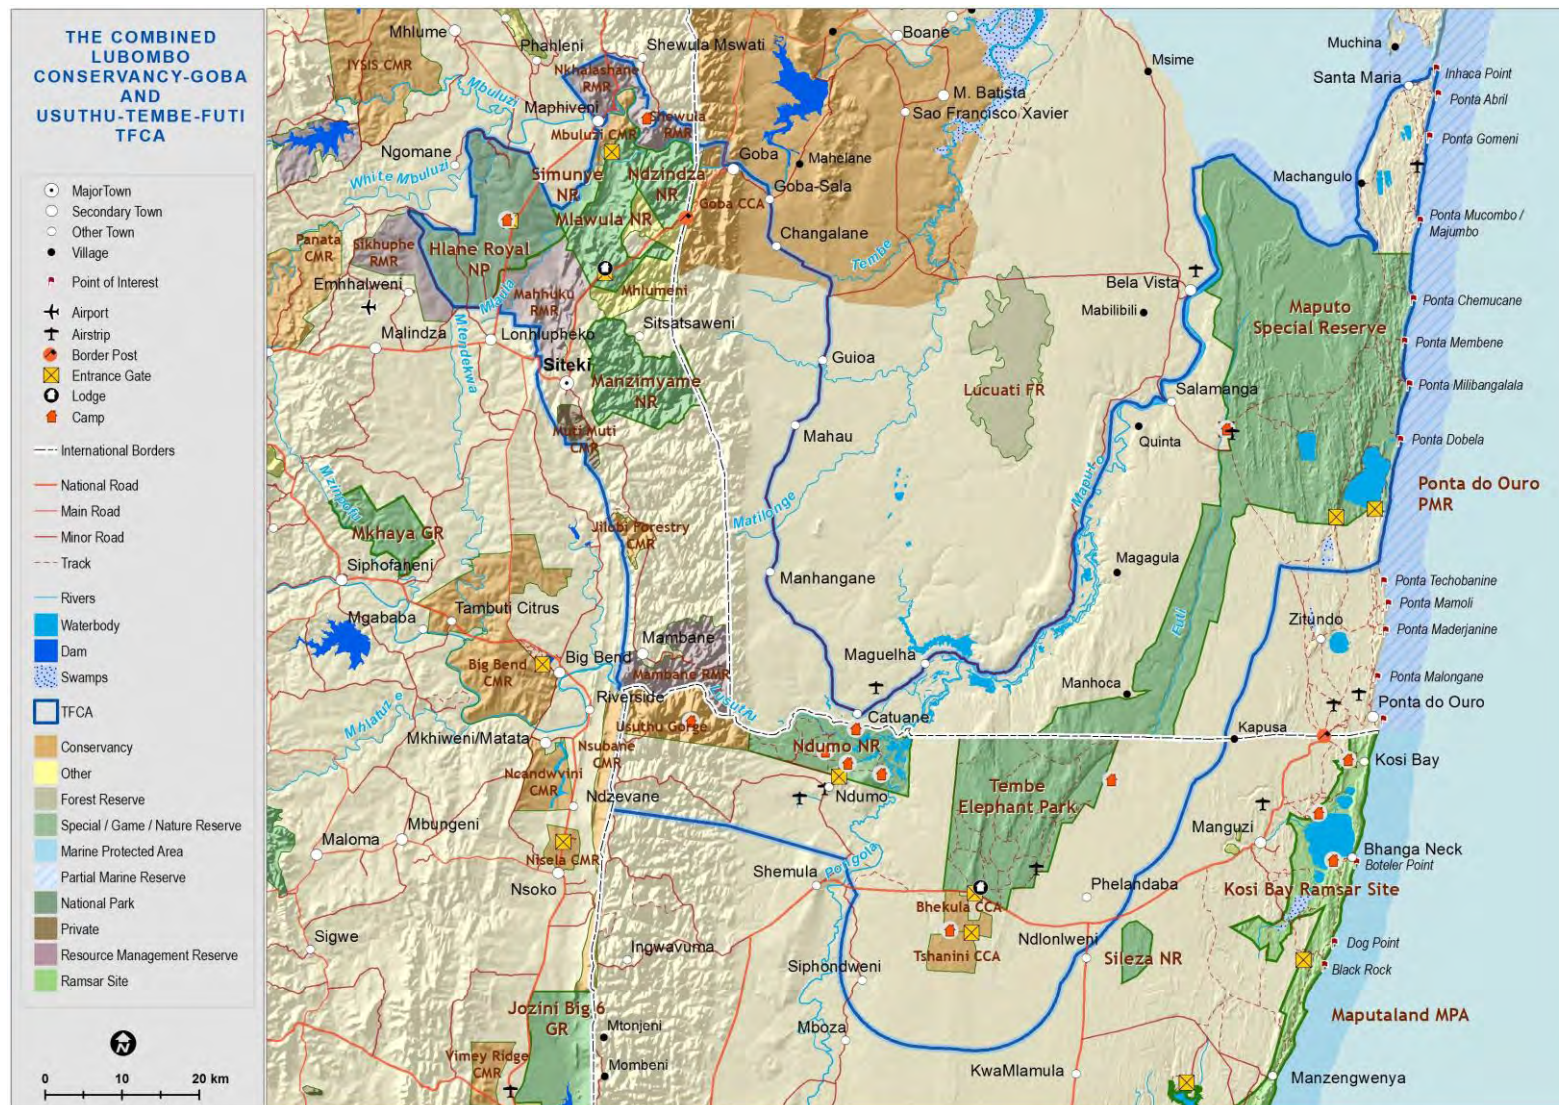 THE COMBINED
LUBOMBO
CONSERVANCY-GOBA
AND
USUTHU-TEMBE-FUTI
TFCA
MajorTown
Secondary Town
Other Town
Village
Point of Interest
Airport
Airstrip
Border Post
Entrance Gate
Lodge
Camp
International Borders
National Road
Main Road
Minor Road
Track
Rivers
Waterbody
Dam
Swamps
TFCA
Conservancy
Other
Forest Reserve
Special / Game / Nature Reserve
Marine Protected Area
Partial Marine Reserve
National Park
Private
Resource Management Reserve
Ramsar Site
N
0 10 20 km
Mhlume
Phahleni
Shewula Mswati
Boane
Muchina
Msime
IYSIS CMR
Nkhalashane
RMR
Santa Maria
Inhaca Point
Mbuluzi
Maphiveni
M. Batista
Ponta Abril
Sao Francisco Xavier
Shewula
RMR
Mbuluzi CMR
Ponta Gomeni
Ngomane
Goba
Mahelane
White Mbuluzi
Simunye
NR
Ndzindza
NR
Machangulo
Goba-Sala
Goba CCA
Mlawula NR
Ponta Mucombo /
Majumbo
Panata
CMR
Sikhuphe
RMR
Hlane Royal
NP
Changalane
Tembe
Emhhalweni
Mlaula
Mahhuku
RMR
Mhlumeni
Bela Vista
Maputo
Special Reserve
Ponta Chemucane
Mabilibili
Malindza
Lonhlupheko
Sitsatsaweni
Mtendekwa
Ponta Membene
Siteki
Guioa
Manzimyame
NR
Lucuati FR
Salamanga
Ponta Milibangalala
Muti Muti
CMR
Mahau
Quinta
Ponta Dobela
Mzimpofu
Maputo
Ponta do Ouro
PMR
Matilonge
Mkhaya GR
Jilobi Forestry
CMR
Siphofaneni
Manhangane
Magagula
Ponta Techobanine
Tambuti Citrus
Ponta Mamoli
Mgababa
Zitundo
Futi
Ponta Maderjanine
Mambane
Big Bend
CMR
Big Bend
Maguelha
Mambane RMR
Manhoca
Ponta Malongane
Mhlatuze
Riverside
Usutfu
Catuane
Ponta do Ouro
Usuthu Gorge
Kapusa
Mkhiweni/Matata
Nsubane
CMR
Ndumo NR
Kosi Bay
Ncandwvini
CMR
Tembe
Elephant Park
Ndzevane
Ndumo
Maloma
Mbungeni
Manguzi
Nisela CMR
Pongola
Bhanga Neck
Boteler Point
Nsoko
Shemula
Phelandaba
Kosi Bay Ramsar Site
Bhekula CCA
Sigwe
Ingwavuma
Ndlonlweni
Dog Point
Tshanini CCA
Siphondweni
Sileza NR
Black Rock
Jozini Big 6
GR
Mtonjeni
Mboza
Maputaland MPA
Vimey Ridge
CMR
Mombeni
KwaMlamula
Manzengwenya